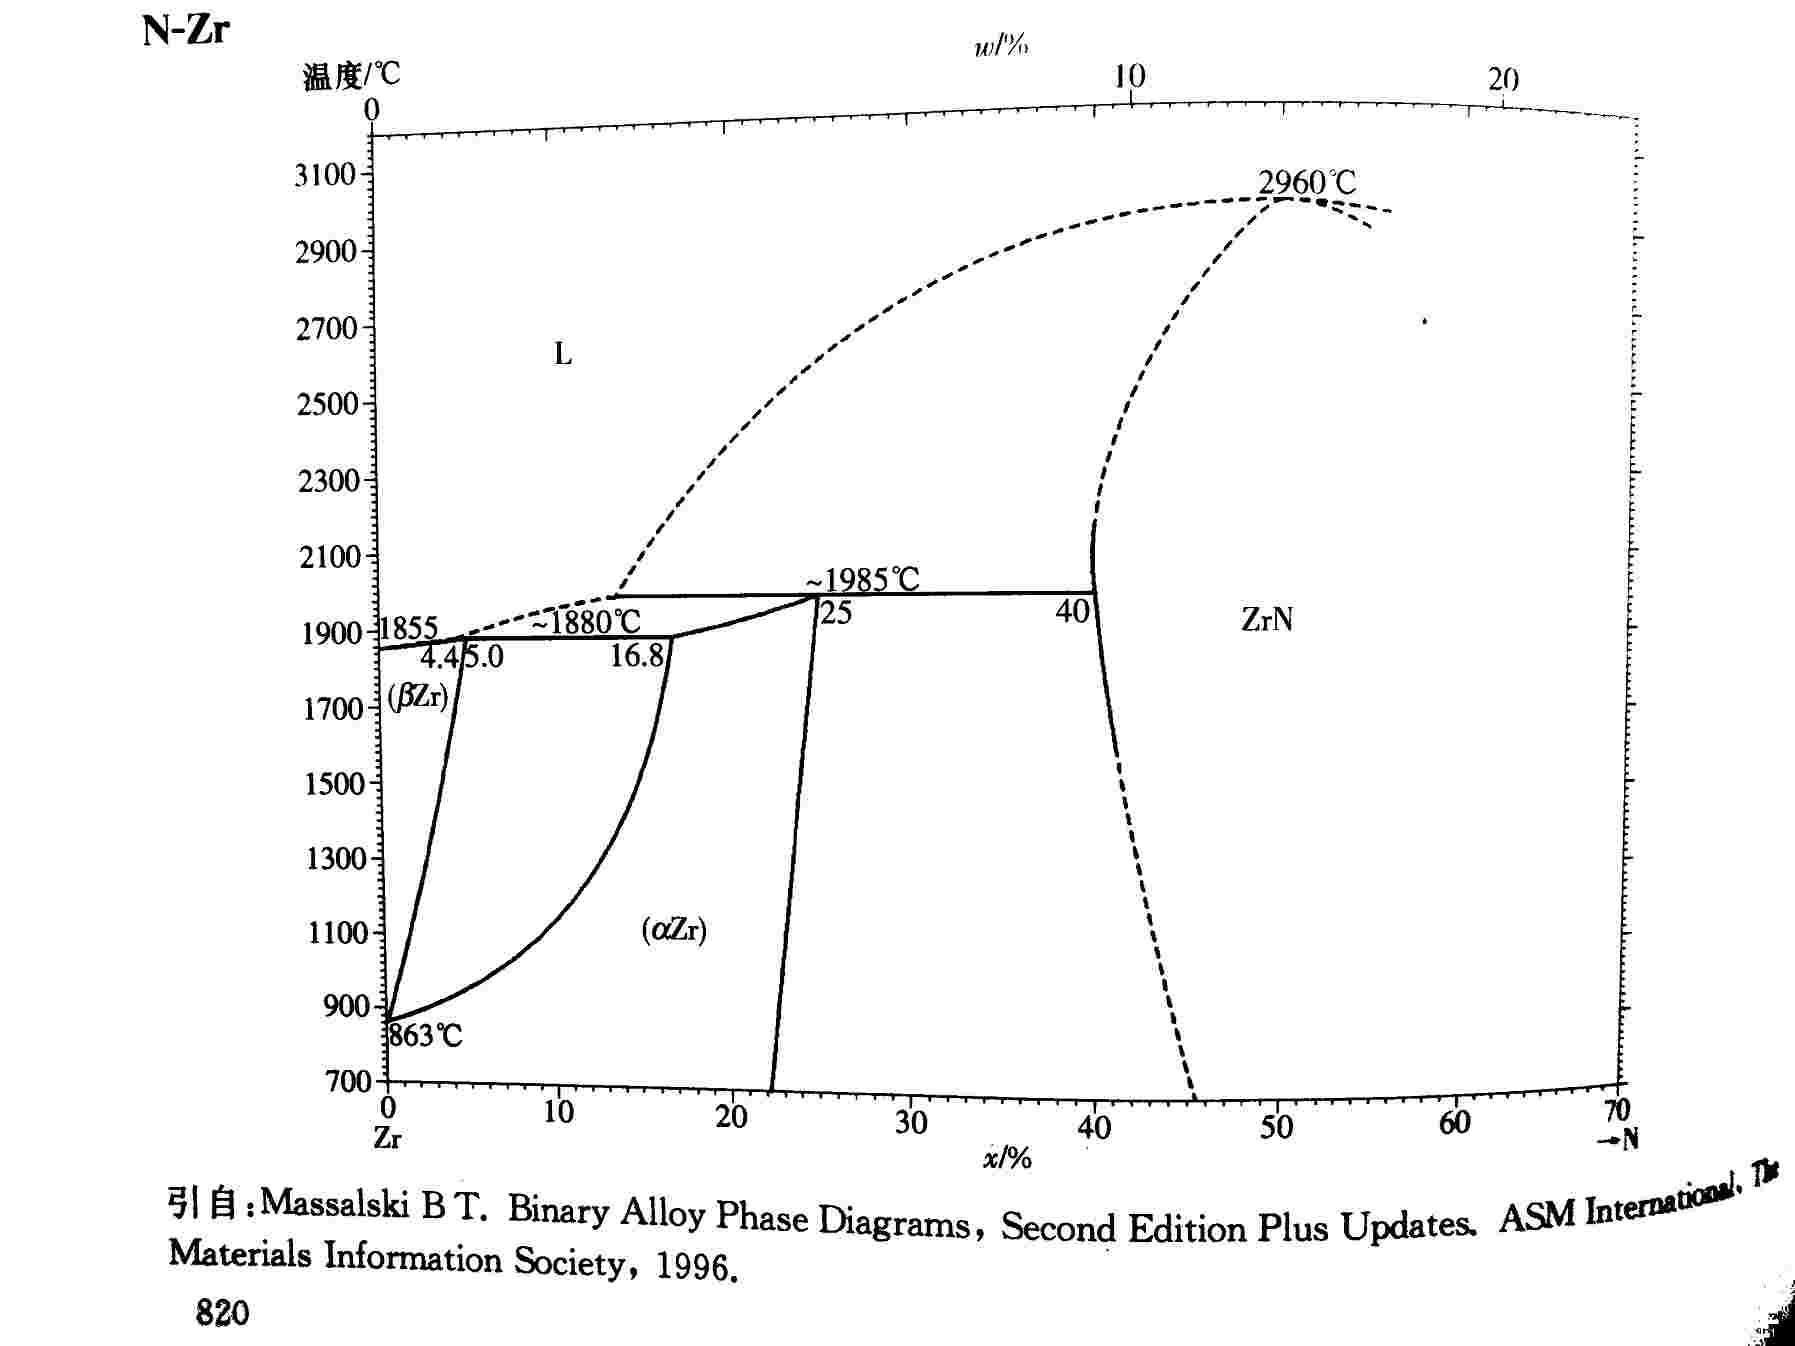 N-Zr
w/%
温度/℃
0
10
20
3100
2960℃
2900
2700
L
2500
2300
2100
~1985℃
25
40
ZrN
1900
1855
~1880℃
4.4 5.0
16.8
(βZr)
1700
1500
1300
1100
(αZr)
900
863℃
700
0 10 20 30 40 50 60 70
Zr
→N
x/%
引自:Massalski B T. Binary Alloy Phase Diagrams, Second Edition Plus Updates. ASM International, The
Materials Information Society, 1996.
820